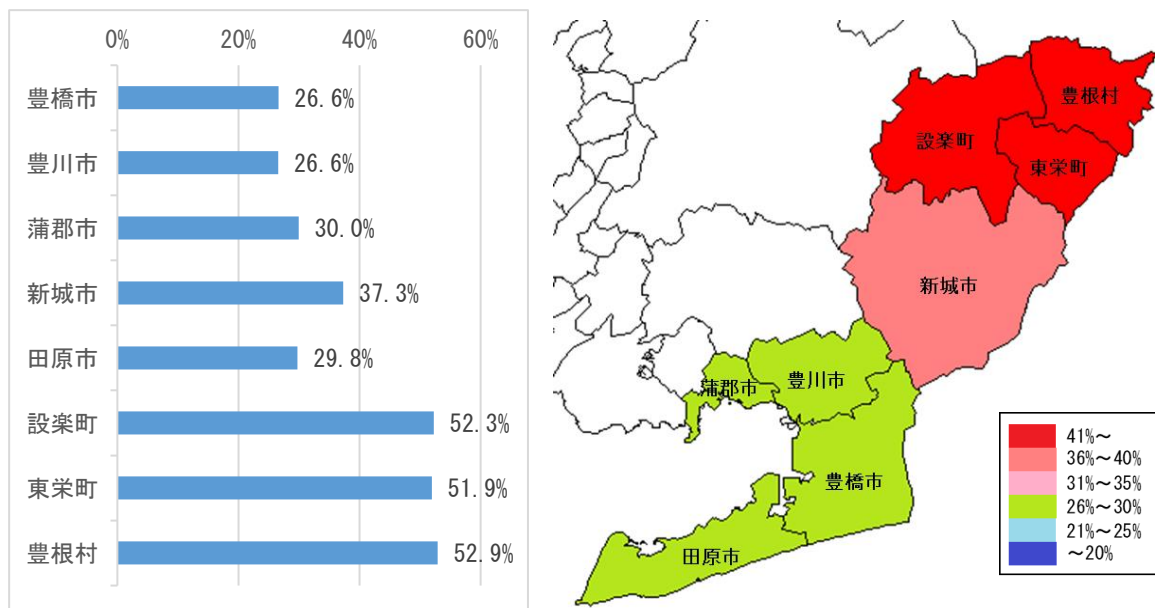 0%
20%
40%
60%
豊橋市
26.6%
豊川市
26.6%
蒲郡市
30.0%
新城市
37.3%
田原市
29.8%
設楽町
52.3%
東栄町
51.9%
豊根村
52.9%
豊根村
設楽町
東栄町
新城市
豊川市
蒲郡市
豊橋市
田原市
41%～
36%～40%
31%～35%
26%～30%
21%～25%
～20%